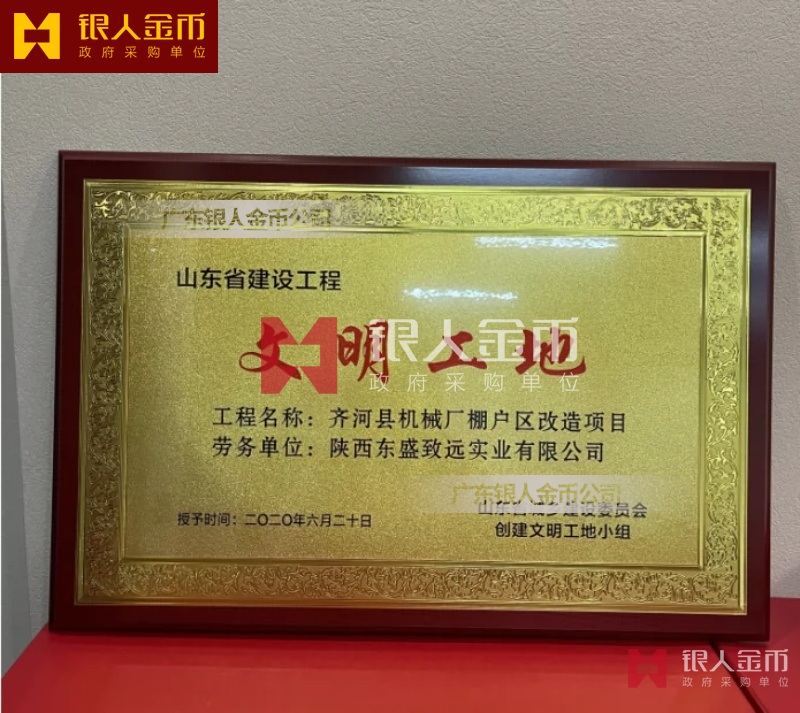 银人金币
政府采购单位
广东银人金币公司
山东省建设工程
文明工地
银人金币
政府采购单位
工程名称：齐河县机械厂棚户区改造项目
劳务单位：陕西东盛致远实业有限公司
广东银人金币公司
授予时间：二〇二〇年六月二十日
山东省城乡建设委员会
创建文明工地小组
银人金币
政府采购单位